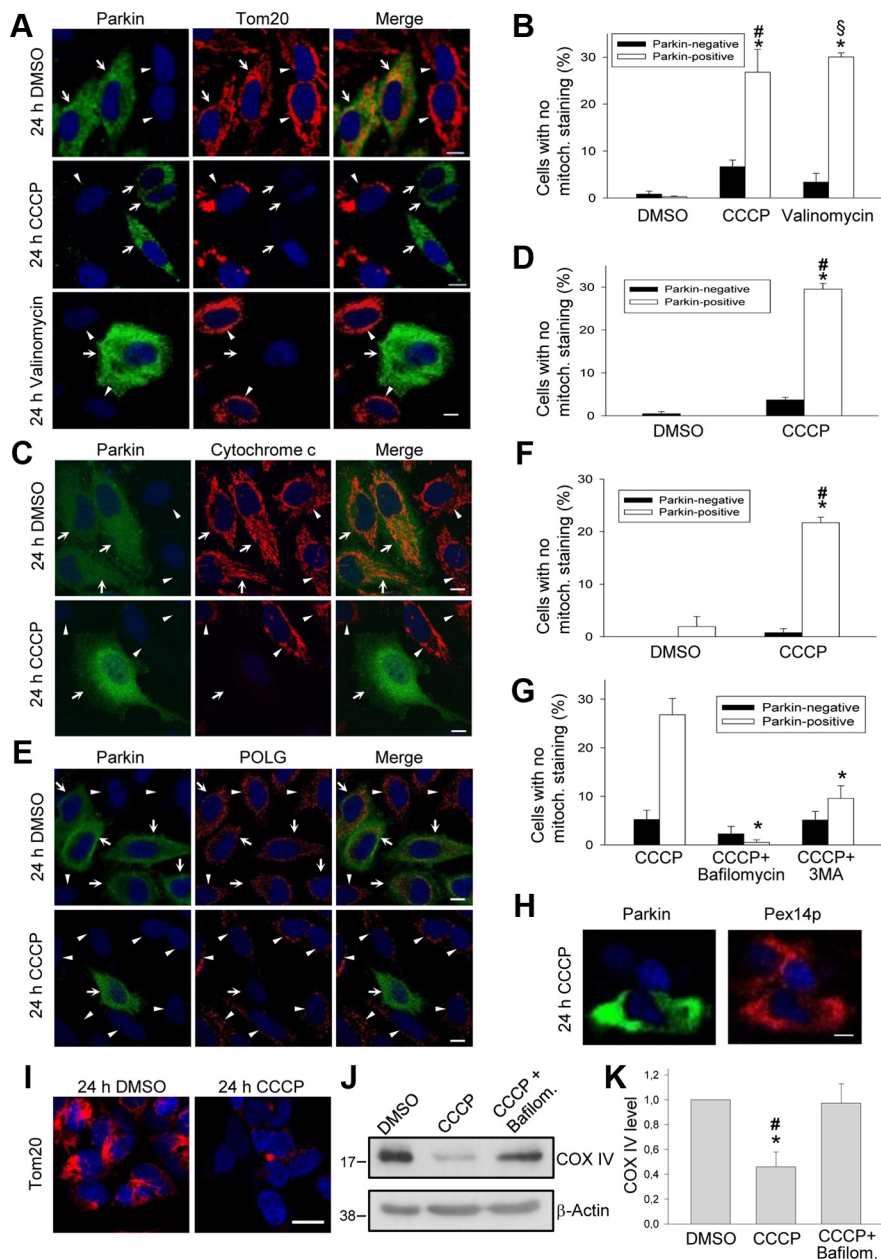 A
Parkin
Tom20
Merge
24 h DMSO
24 h CCCP
24 h Valinomycin
B
Cells with no
mitoch. staining (%)
30
20
10
0
Parkin-negative
Parkin-positive
#
*
§
*
DMSO
CCCP
Valinomycin
C
Parkin
Cytochrome c
Merge
24 h DMSO
24 h CCCP
D
Cells with no
mitoch. staining (%)
30
20
10
0
Parkin-negative
Parkin-positive
#
*
DMSO
CCCP
E
Parkin
POLG
Merge
24 h DMSO
24 h CCCP
F
Cells with no
mitoch. staining (%)
30
20
10
0
Parkin-negative
Parkin-positive
#
*
DMSO
CCCP
G
Cells with no
mitoch. staining (%)
30
20
10
0
Parkin-negative
Parkin-positive
*
*
CCCP
CCCP+
Bafilomycin
CCCP+
3MA
H
Parkin
Pex14p
24 h CCCP
I
24 h DMSO
24 h CCCP
Tom20
J
DMSO
CCCP
CCCP +
Bafilom.
17
COX IV
38
β-Actin
K
COX IV level
1,2
1,0
0,8
0,6
0,4
0,2
0,0
#
*
DMSO
CCCP
CCCP+
Bafilom.